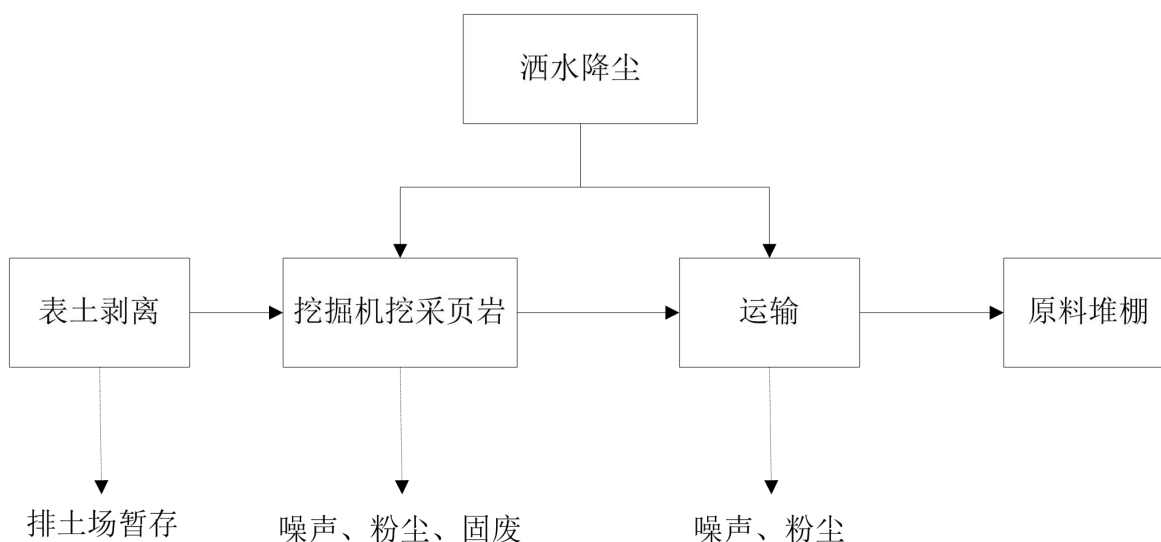 洒水降尘
表土剥离
挖掘机挖采页岩
运输
原料堆棚
排土场暂存
噪声、粉尘、固废
噪声、粉尘